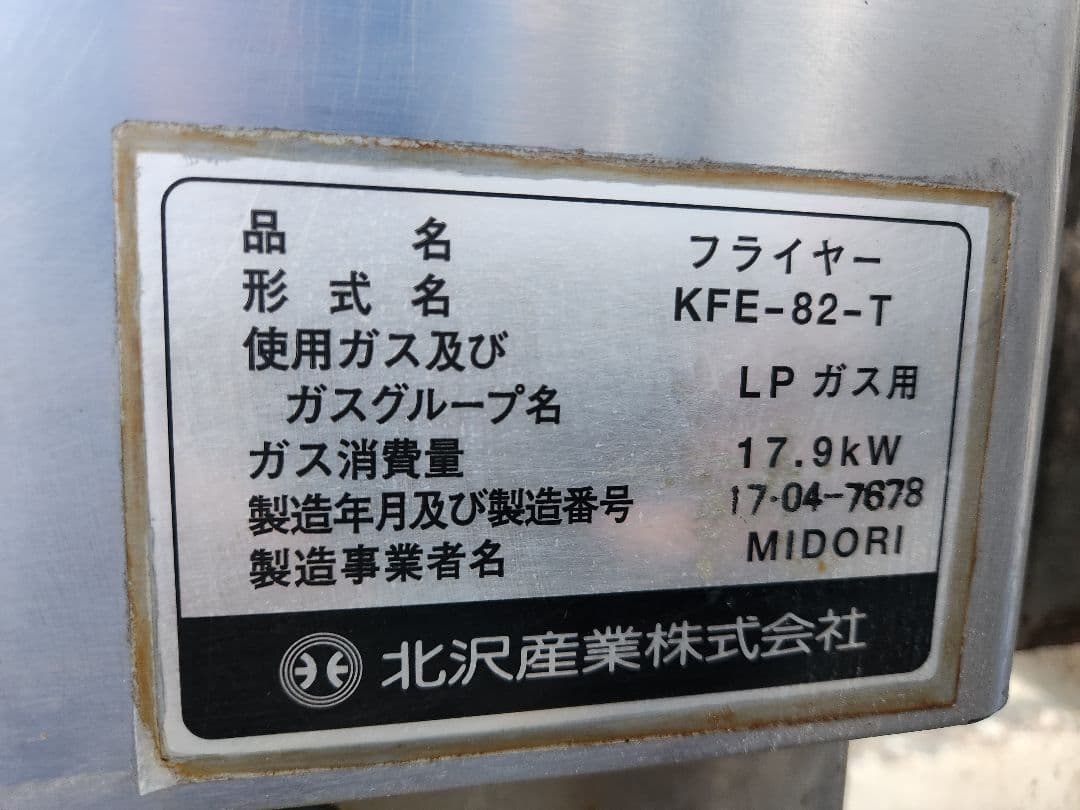 品名 フライヤー
形式名 KFE-82-T
使用ガス及び
ガスグループ名 LPガス用
ガス消費量 17.9kW
製造年月及び製造番号 17・04-7678
製造事業者名 MIDORI
北沢産業株式会社